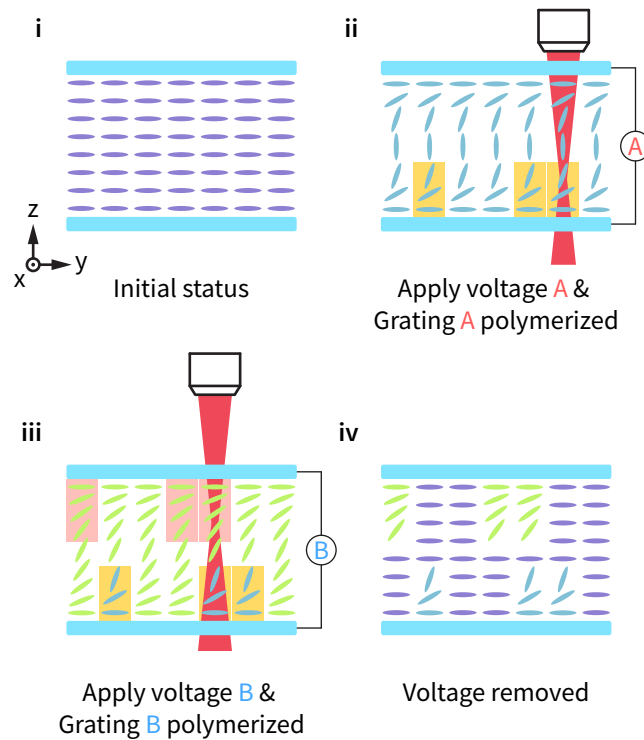 i
z
y
x
Initial status
ii
A
Apply voltage A &
Grating A polymerized
iii
B
Apply voltage B &
Grating B polymerized
iv
Voltage removed